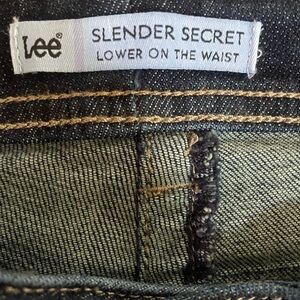 Lee®
SLENDER SECRET
LOWER ON THE WAIST